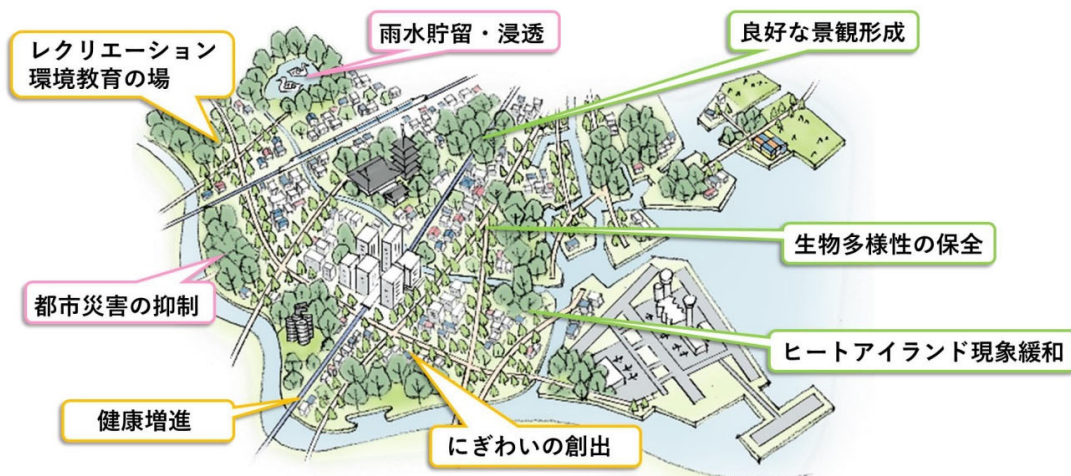 レクリエーション
環境教育の場
雨水貯留・浸透
良好な景観形成
生物多様性の保全
都市災害の抑制
ヒートアイランド現象緩和
健康増進
にぎわいの創出